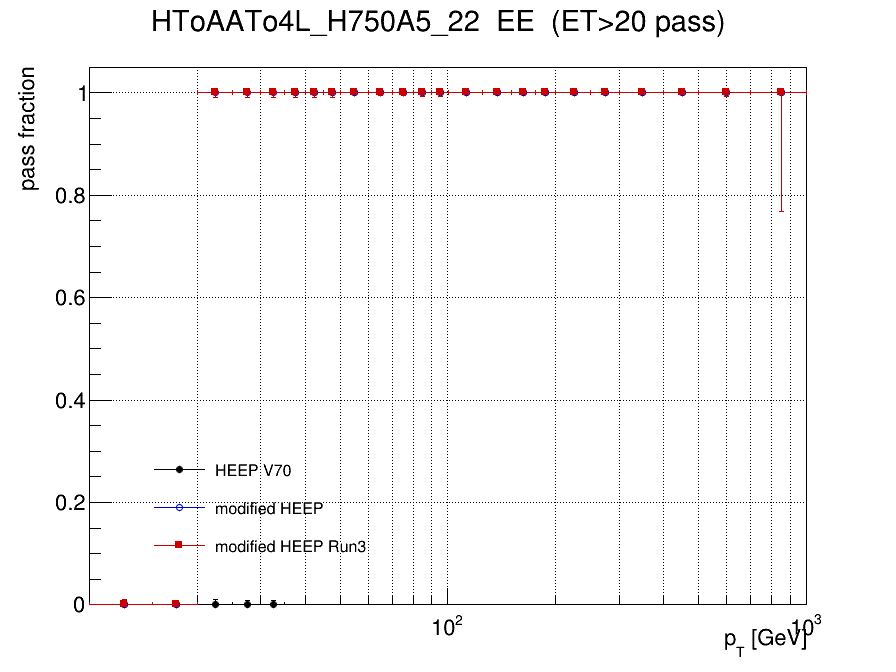 HToAATo4L_H750A5_22 EE (ET>20 pass)
pass fraction
1
0.8
0.6
0.4
0.2
0
HEEP V70
modified HEEP
modified HEEP Run3
10²
10³
p_T [GeV]